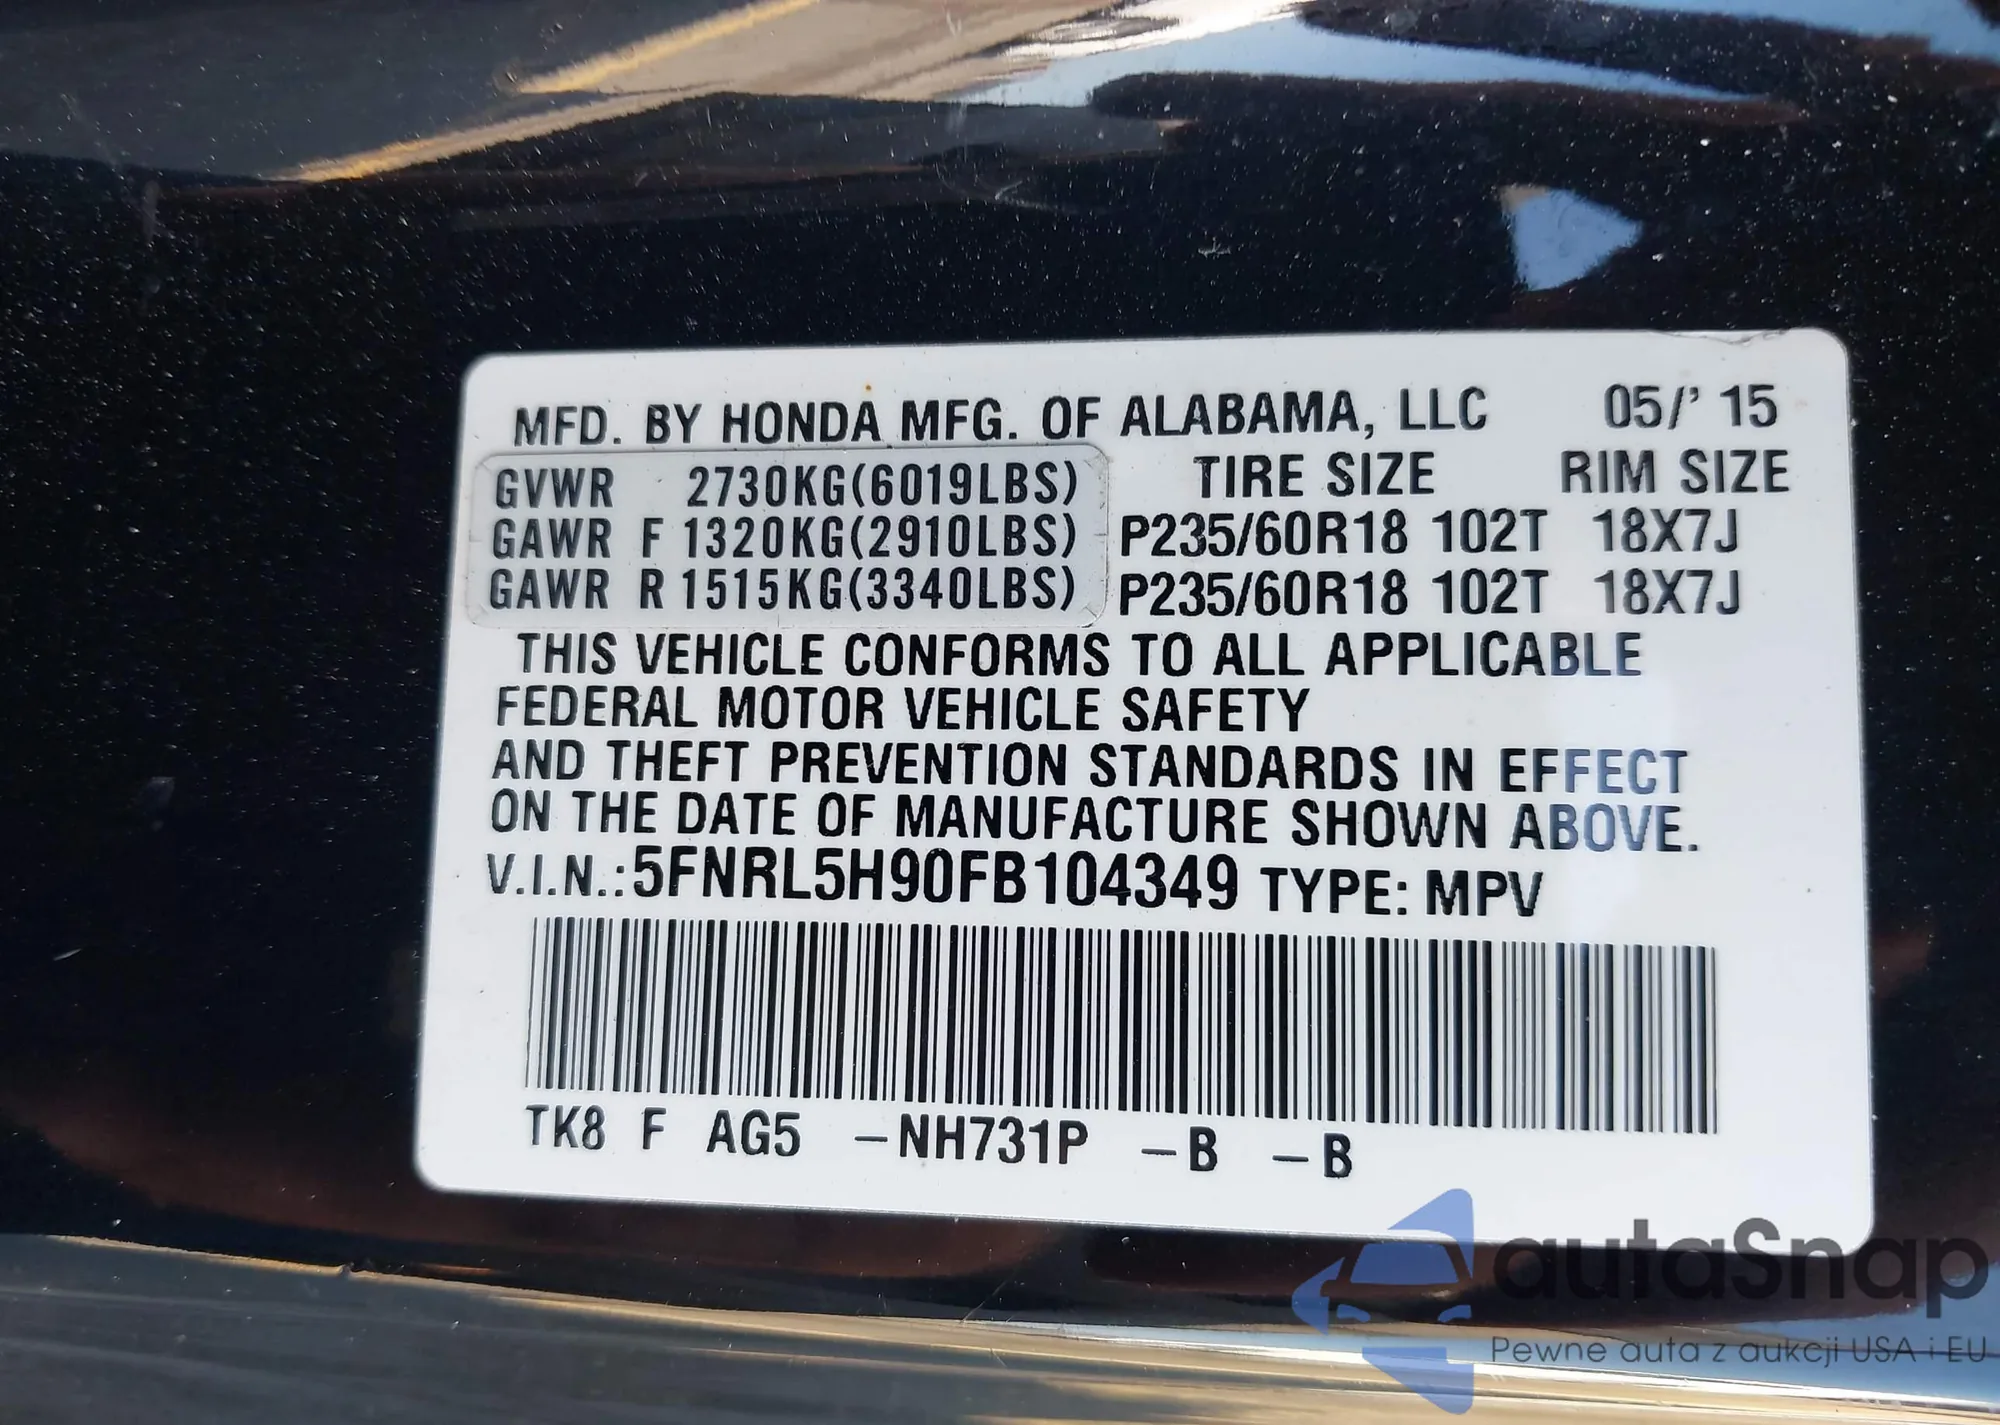 MFD. BY HONDA MFG. OF ALABAMA, LLC 05/' 15
GVWR 2730KG(6019LBS) TIRE SIZE RIM SIZE
GAWR F 1320KG(2910LBS) P235/60R18 102T 18X7J
GAWR R 1515KG(3340LBS) P235/60R18 102T 18X7J
THIS VEHICLE CONFORMS TO ALL APPLICABLE
FEDERAL MOTOR VEHICLE SAFETY
AND THEFT PREVENTION STANDARDS IN EFFECT
ON THE DATE OF MANUFACTURE SHOWN ABOVE.
V.I.N.:5FNRL5H90FB104349 TYPE: MPV
TK8 F AG5 –NH731P –B –B
autaSnap
Pewne auta z aukcji USA i EU